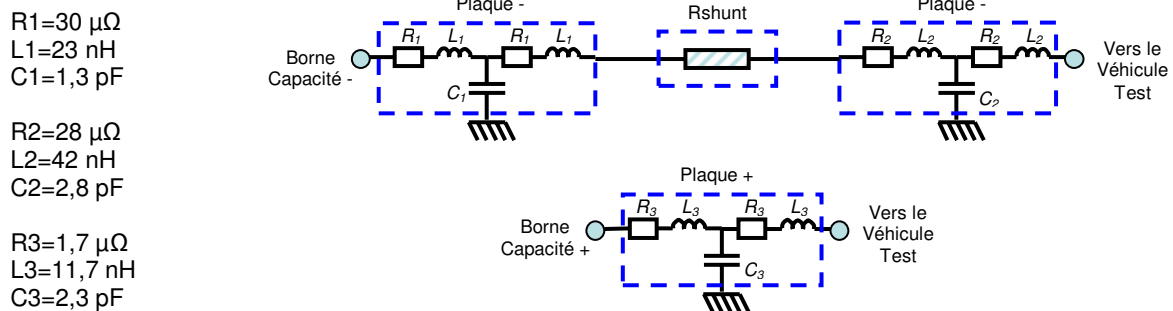 R1=30 µΩ
L1=23 nH
C1=1,3 pF
R2=28 µΩ
L2=42 nH
C2=2,8 pF
R3=1,7 µΩ
L3=11,7 nH
C3=2,3 pF
Plaque -
Rshunt
Plaque -
R1 L1 R1 L1
R2 L2 R2 L2
Borne
Capacité -
C1
C2
Vers le
Véhicule
Test
Plaque +
R3 L3 R3 L3
Borne
Capacité +
C3
Vers le
Véhicule
Test